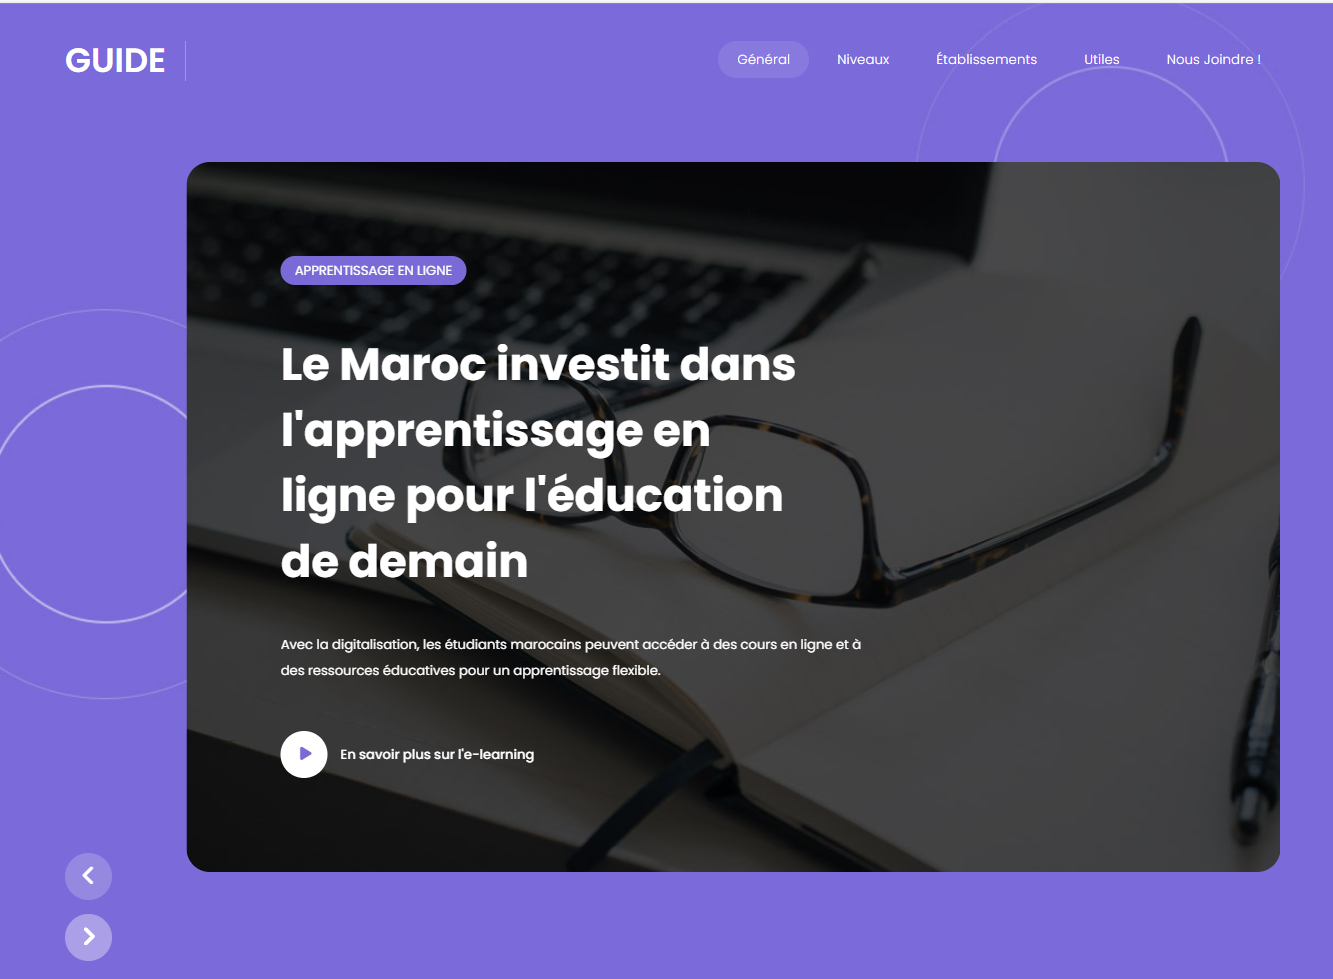 GUIDE
Général Niveaux Établissements Utiles Nous Joindre !
APPRENTISSAGE EN LIGNE
Le Maroc investit dans
l'apprentissage en
ligne pour l'éducation
de demain
Avec la digitalisation, les étudiants marocains peuvent accéder à des cours en ligne et à
des ressources éducatives pour un apprentissage flexible.
En savoir plus sur l'e-learning